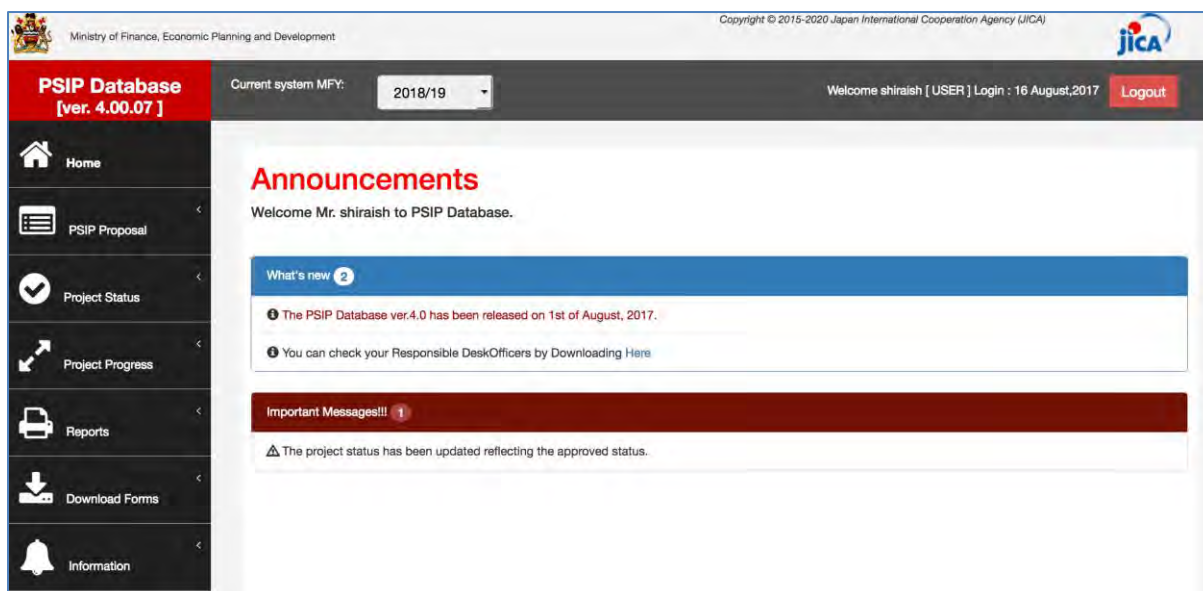 Ministry of Finance, Economic Planning and Development
Copyright © 2015-2020 Japan International Cooperation Agency (JICA)
jica
PSIP Database
[ver. 4.00.07 ]
Current system MFY:
2018/19
Welcome shiraish [ USER ] Login : 16 August,2017
Logout
Home
PSIP Proposal
Project Status
Project Progress
Reports
Download Forms
Information
Announcements
Welcome Mr. shiraish to PSIP Database.
What's new 2
The PSIP Database ver.4.0 has been released on 1st of August, 2017.
You can check your Responsible DeskOfficers by Downloading Here
Important Messages!!! 1
The project status has been updated reflecting the approved status.